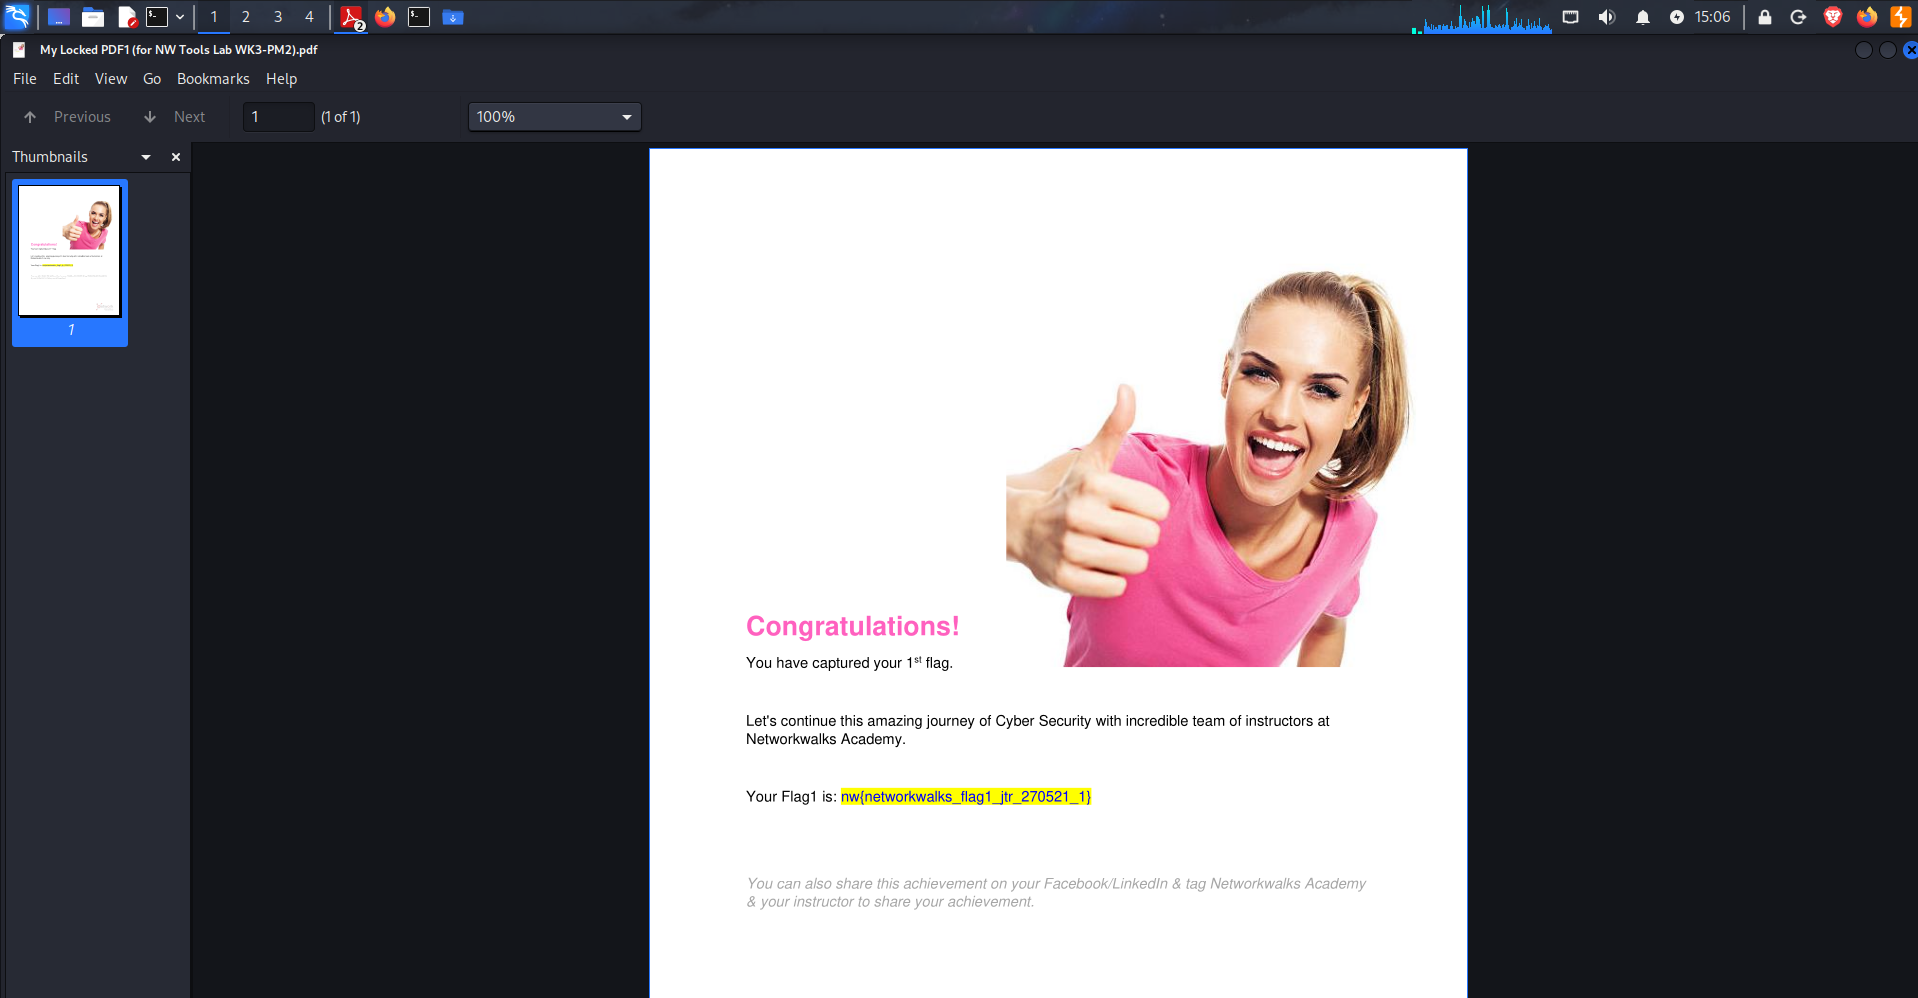 1 2 3 4
2
15:06
My Locked PDF1 (for NW Tools Lab WK3-PM2).pdf
File Edit View Go Bookmarks Help
Previous Next 1 (1 of 1) 100%
Thumbnails
1
Congratulations!
You have captured your 1st flag.
Let's continue this amazing journey of Cyber Security with incredible team of instructors at
Networkwalks Academy.
Your Flag1 is: nw{networkwalks_flag1_jtr_270521_1}
You can also share this achievement on your Facebook/LinkedIn & tag Networkwalks Academy
& your instructor to share your achievement.